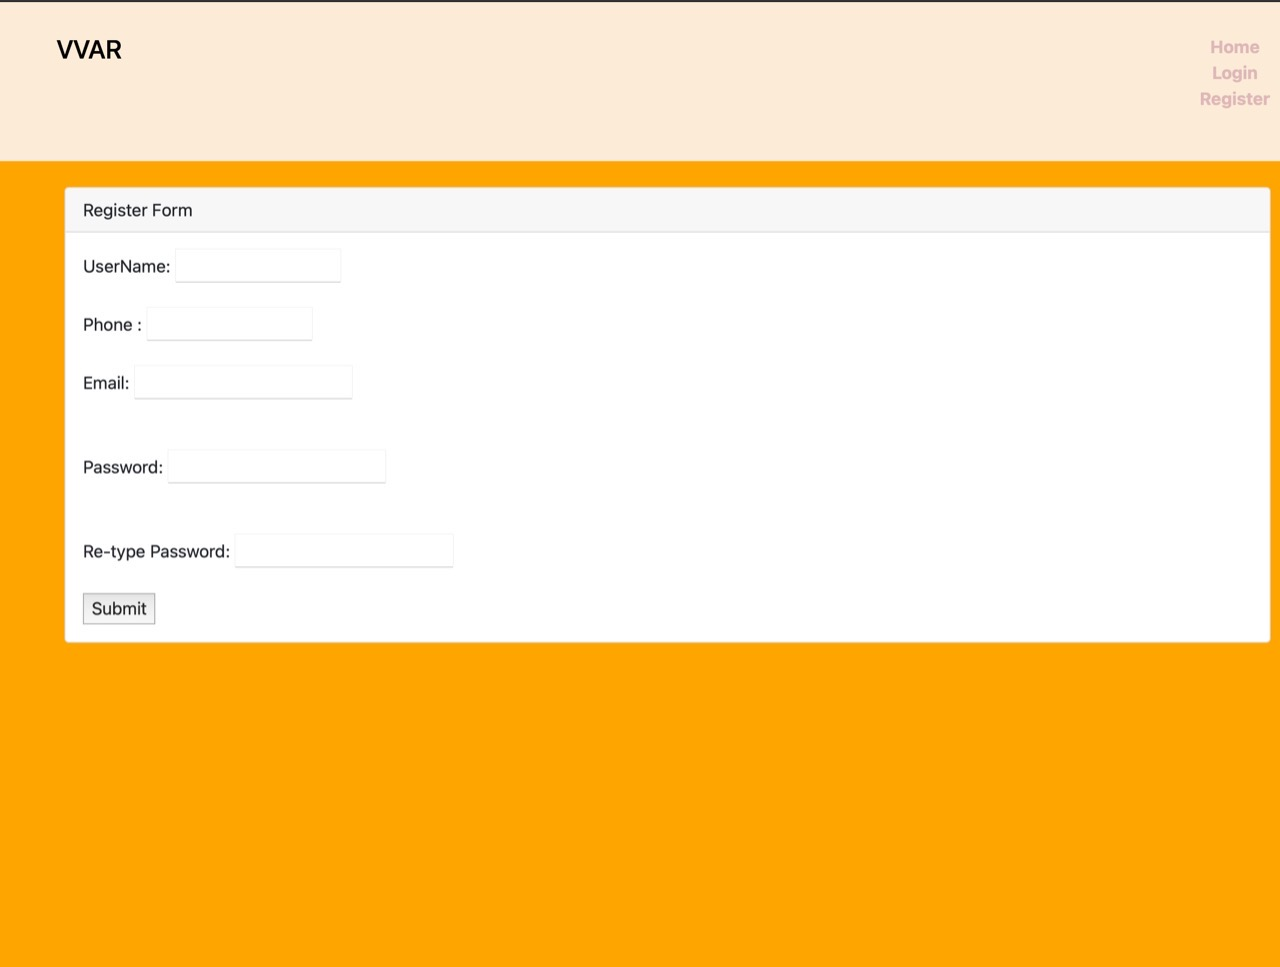 VVAR
Home
Login
Register
Register Form
UserName:
Phone :
Email:
Password:
Re-type Password:
Submit